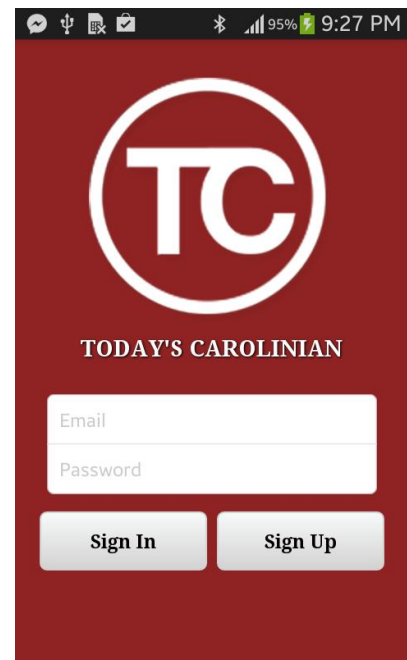 95% 9:27 PM
TC
TODAY'S CAROLINIAN
Email
Password
Sign In Sign Up